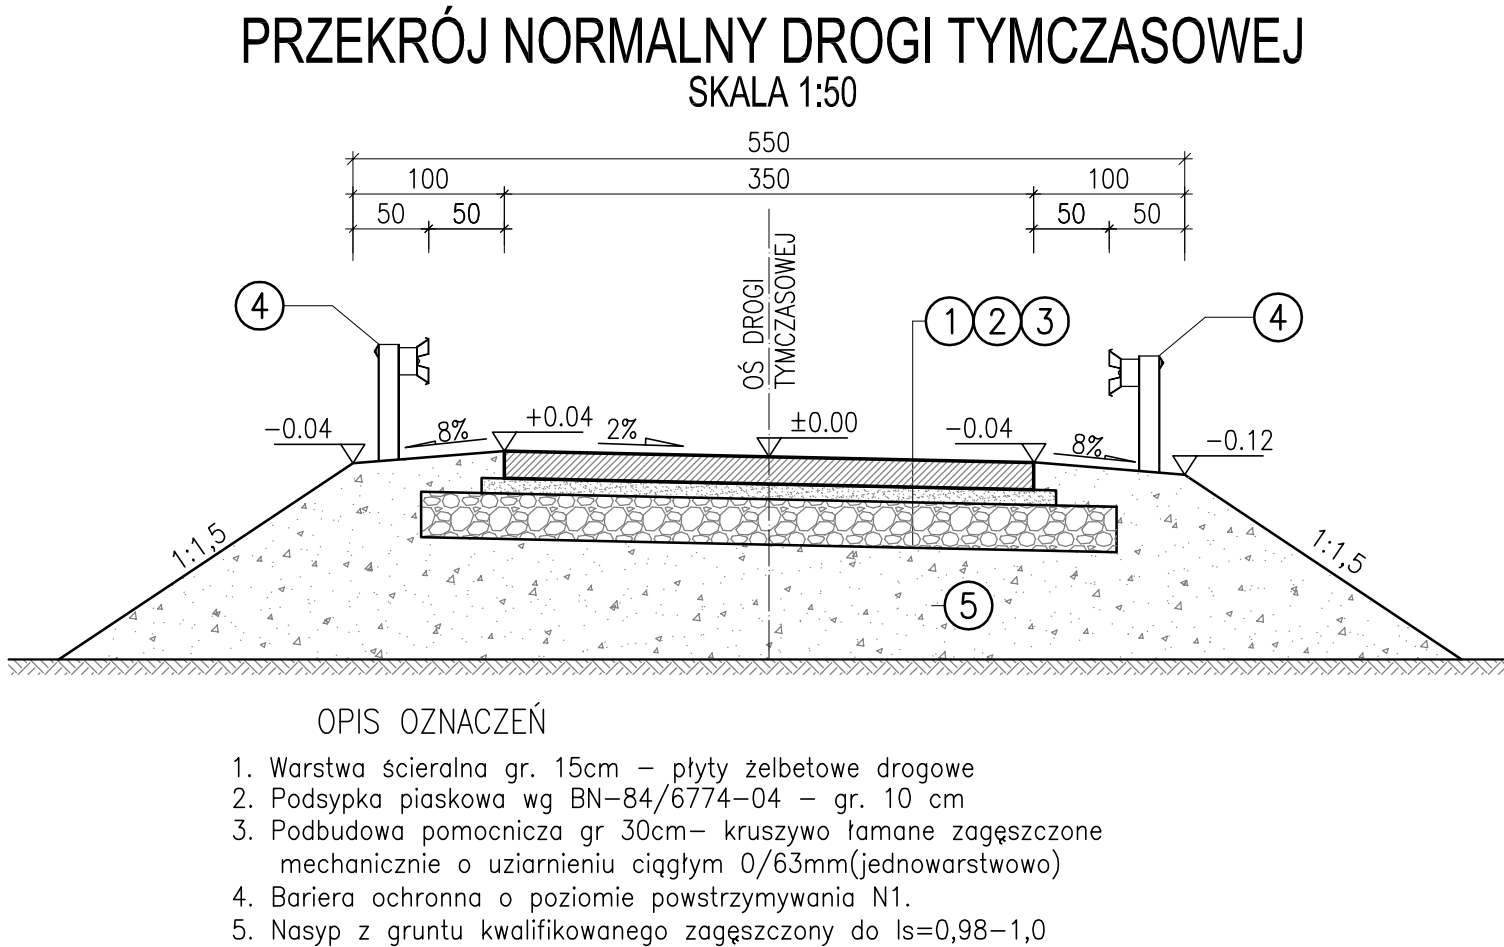 PRZEKRÓJ NORMALNY DROGI TYMCZASOWEJ
SKALA 1:50
550
100 350 100
50 50 50 50
OŚ DROGI
TYMCZASOWEJ
4 1 2 3 4
-0.04 8% +0.04 2% ±0.00 -0.04 8% -0.12
1:1,5 1:1,5
5
OPIS OZNACZEŃ
1. Warstwa ścieralna gr. 15cm – płyty żelbetowe drogowe
2. Podsypka piaskowa wg BN–84/6774–04 – gr. 10 cm
3. Podbudowa pomocnicza gr 30cm– kruszywo łamane zagęszczone
mechanicznie o uziarnieniu ciągłym 0/63mm(jednowarstwowo)
4. Bariera ochronna o poziomie powstrzymywania N1.
5. Nasyp z gruntu kwalifikowanego zagęszczony do Is=0,98–1,0